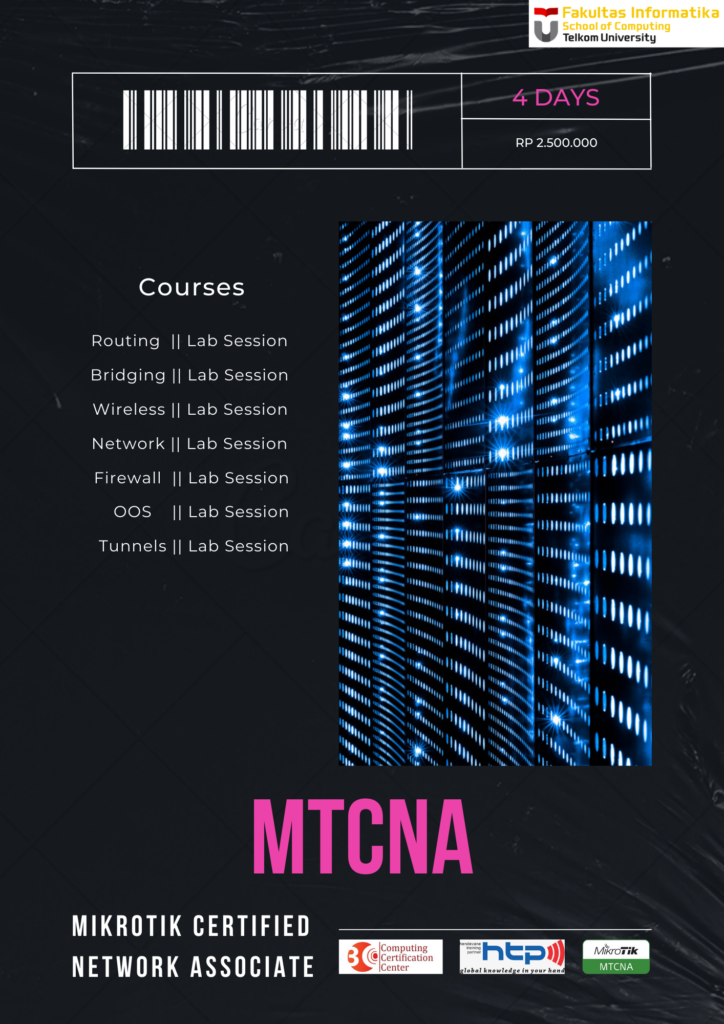 Fakultas Informatika
School of Computing
Telkom University
4 DAYS
RP 2.500.000
Courses
Routing || Lab Session
Bridging || Lab Session
Wireless || Lab Session
Network || Lab Session
Firewall || Lab Session
OOS || Lab Session
Tunnels || Lab Session
MTCNA
MIKROTIK CERTIFIED
NETWORK ASSOCIATE
Computing
Certification
Center
learning
partner
htp
global knowledge in your hand
MikroTik
MTCNA